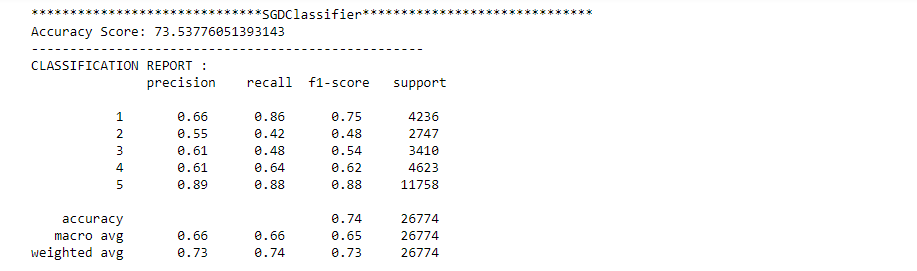 ******************************SGDClassifier******************************
Accuracy Score: 73.53776051393143
---------------------------------------------------
CLASSIFICATION REPORT :
precision recall f1-score support
1 0.66 0.86 0.75 4236
2 0.55 0.42 0.48 2747
3 0.61 0.48 0.54 3410
4 0.61 0.64 0.62 4623
5 0.89 0.88 0.88 11758
accuracy 0.74 26774
macro avg 0.66 0.66 0.65 26774
weighted avg 0.73 0.74 0.73 26774